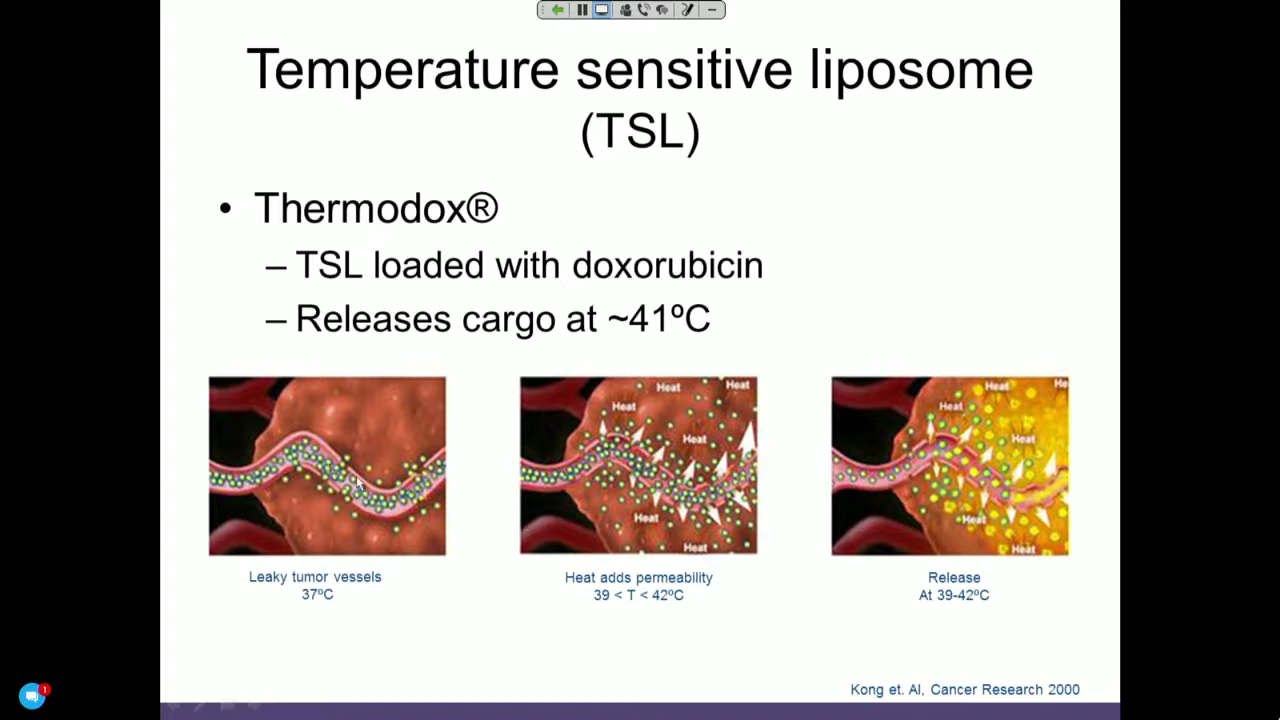 Temperature sensitive liposome
(TSL)
• Thermodox®
– TSL loaded with doxorubicin
– Releases cargo at ~41ºC
Heat
Heat
Heat
Heat
Heat
Heat
Heat
He
Heat
Heat
Heat
Heat
Leaky tumor vessels
37ºC
Heat adds permeability
39 < T < 42ºC
Release
At 39-42ºC
Kong et. Al, Cancer Research 2000
1